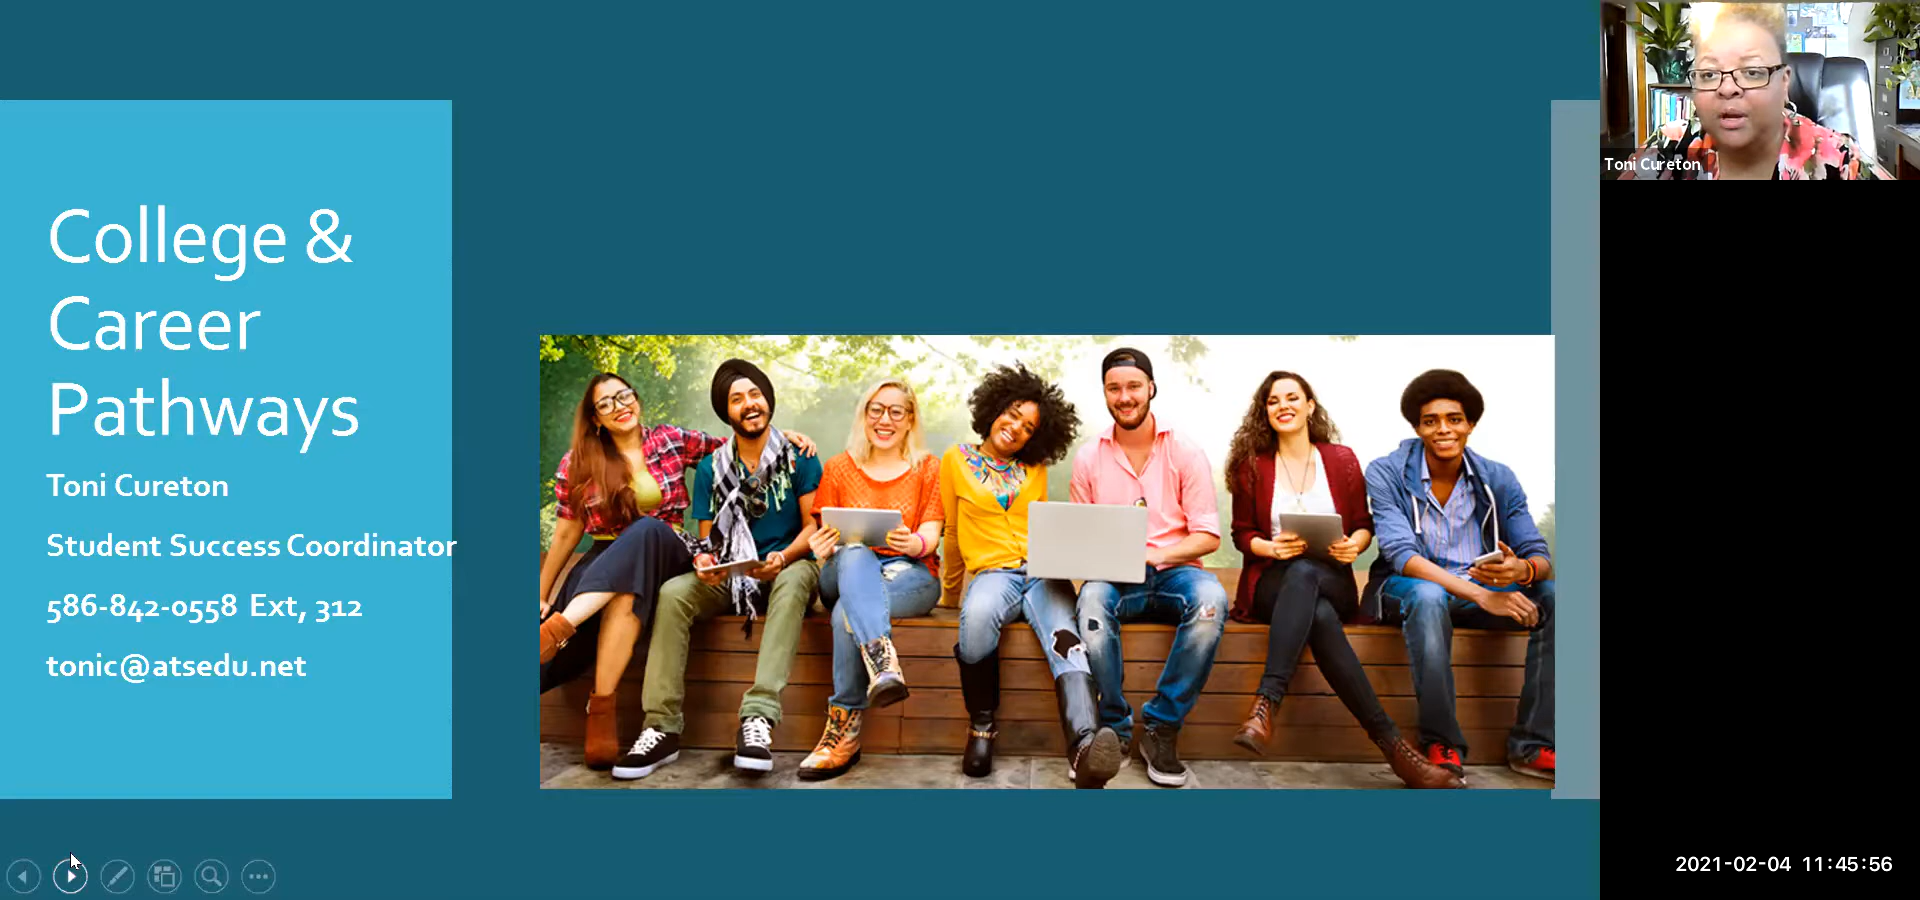 College &
Career
Pathways
Toni Cureton
Student Success Coordinator
586-842-0558 Ext, 312
tonic@atsedu.net
Toni Cureton
2021-02-04 11:45:56